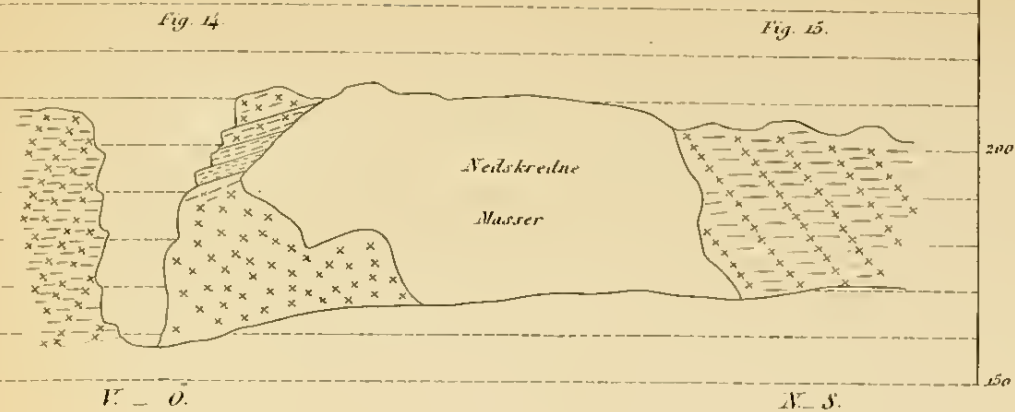 Fig. 14
Fig. 15.
200
Nedskredne
Masser
150
V. _ Ö.
N._ S.